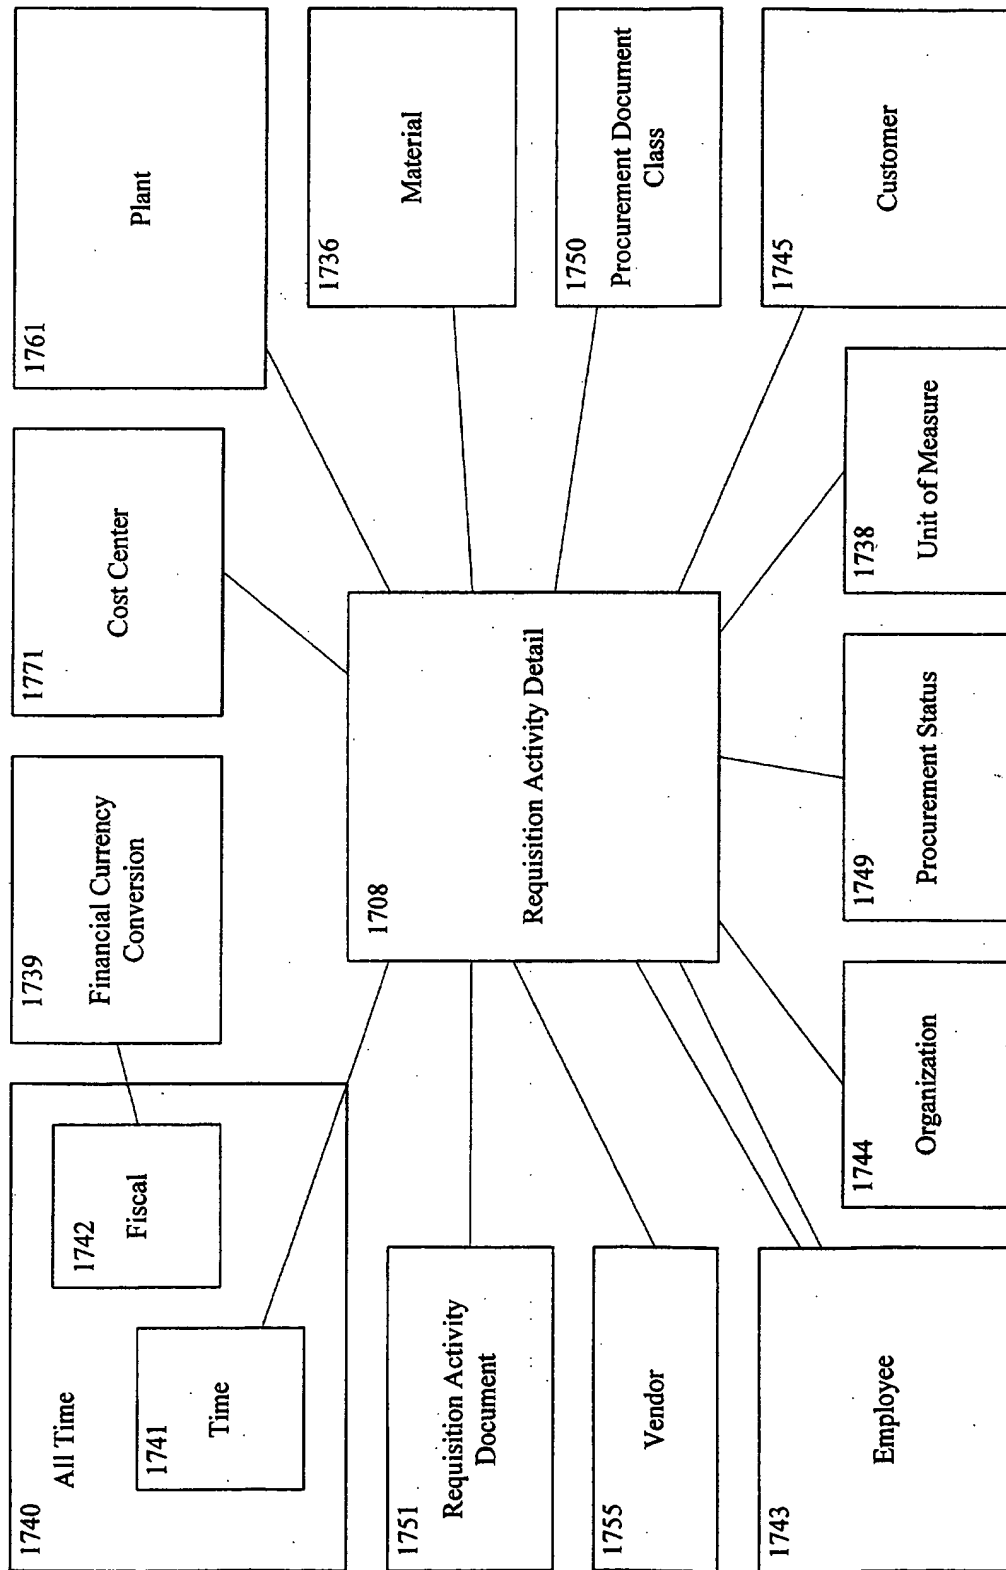 1740
All Time
1742
Fiscal
1741
Time
1739
Financial Currency
Conversion
1771
Cost Center
1761
Plant
1751
Requisition Activity
Document
1708
Requisition Activity Detail
1736
Material
1755
Vendor
1750
Procurement Document
Class
1743
Employee
1744
Organization
1749
Procurement Status
1738
Unit of Measure
1745
Customer